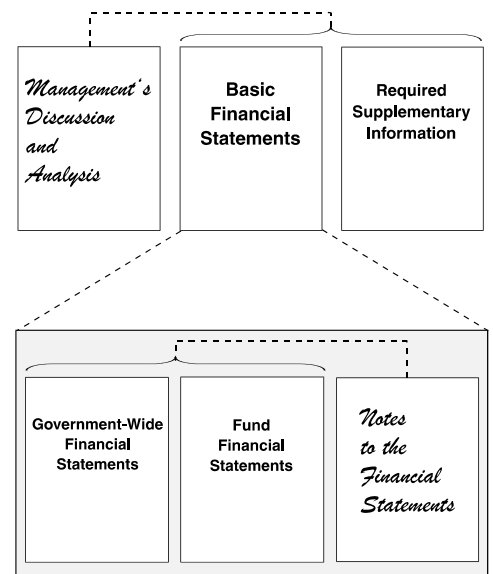 Management's
Discussion
and
Analysis
Basic
Financial
Statements
Required
Supplementary
Information
Government-Wide
Financial
Statements
Fund
Financial
Statements
Notes
to the
Financial
Statements